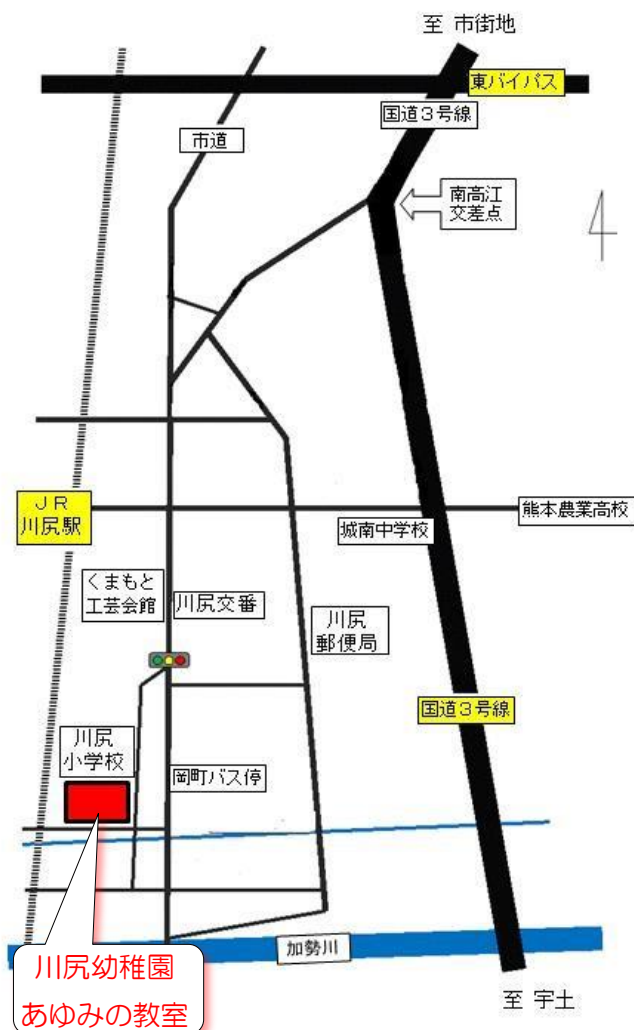 至 市街地
東バイパス
国道3号線
市道
南高江
交差点
JR
川尻駅
熊本農業高校
城南中学校
くまもと
工芸会館
川尻交番
川尻
郵便局
国道3号線
川尻
小学校
岡町バス停
加勢川
川尻幼稚園
あゆみの教室
至 宇土